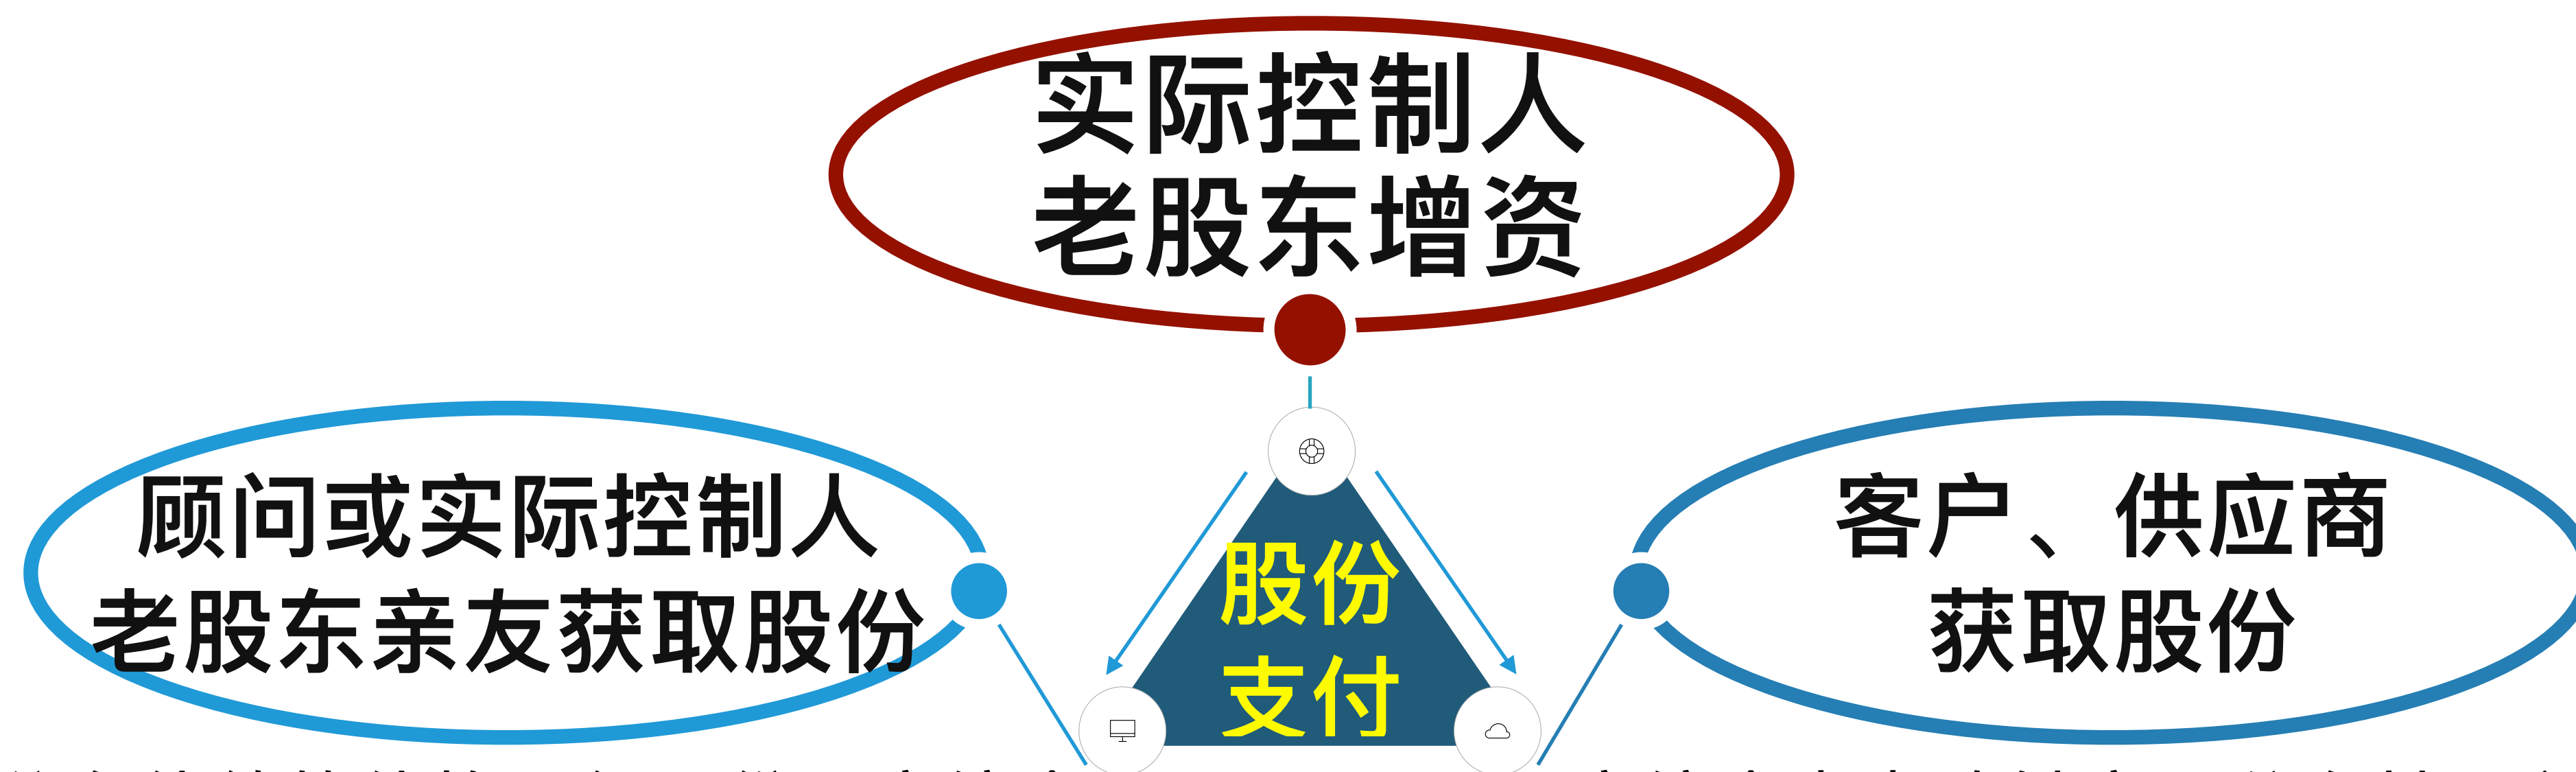 实际控制人
老股东增资
顾问或实际控制人
老股东亲友获取股份
股份
支付
客户、供应商
获取股份